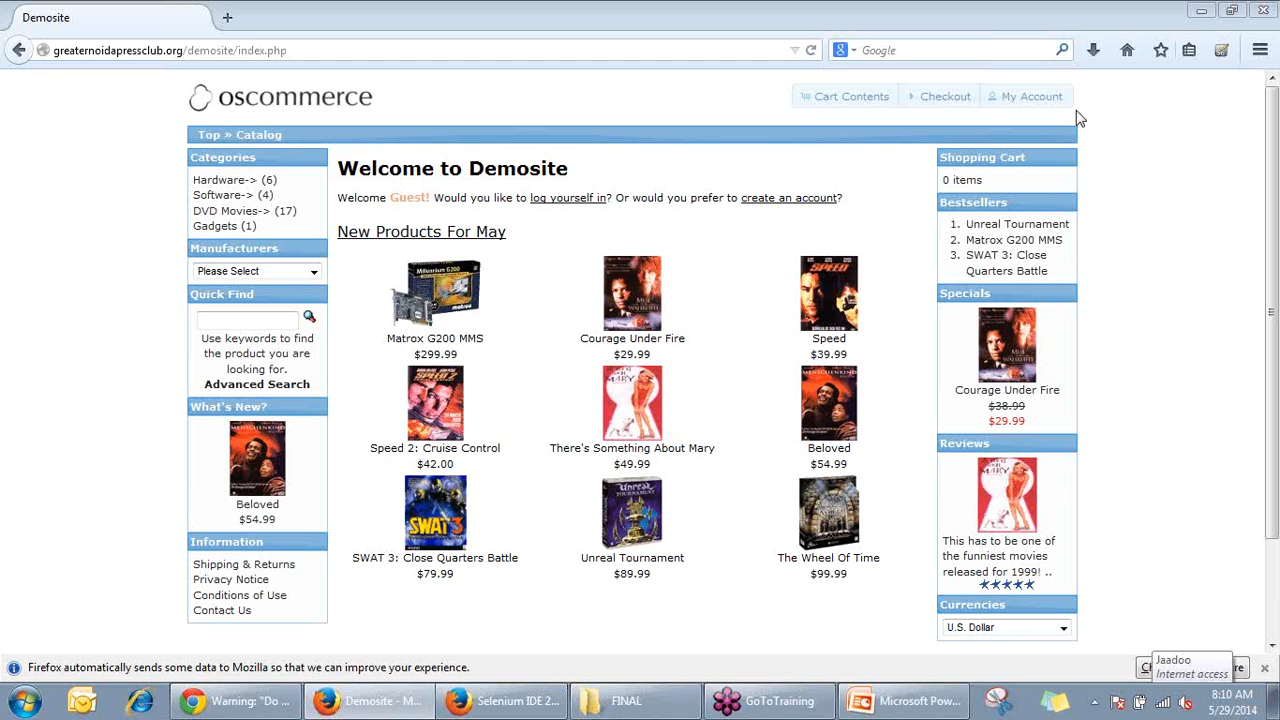 Demosite
greaternoidapressclub.org/demosite/index.php
Google
oscommerce
Cart Contents
Checkout
My Account
Top » Catalog
Categories
Hardware-> (6)
Software-> (4)
DVD Movies-> (17)
Gadgets (1)
Manufacturers
Please Select
Quick Find
Use keywords to find
the product you are
looking for.
Advanced Search
What's New?
Beloved
$54.99
Information
Shipping & Returns
Privacy Notice
Conditions of Use
Contact Us
Welcome to Demosite
Welcome Guest! Would you like to log yourself in? Or would you prefer to create an account?
New Products For May
Matrox G200 MMS
$299.99
Courage Under Fire
$29.99
SPEED
Speed
$39.99
Speed 2: Cruise Control
$42.00
MARY
There's Something About Mary
$49.99
Beloved
$54.99
SWAT 3
SWAT 3: Close Quarters Battle
$79.99
Unreal Tournament
$89.99
The Wheel Of Time
$99.99
Shopping Cart
0 items
Bestsellers
1. Unreal Tournament
2. Matrox G200 MMS
3. SWAT 3: Close
Quarters Battle
Specials
Courage Under Fire
$38.99
$29.99
Reviews
MARY
This has to be one of
the funniest movies
released for 1999! ..
Currencies
U.S. Dollar
Firefox automatically sends some data to Mozilla so that we can improve your experience.
Jaadoo
Internet access
Warning: "Do ...
Demosite - M...
Selenium IDE 2...
FINAL
GoToTraining
Microsoft Pow...
8:10 AM
5/29/2014